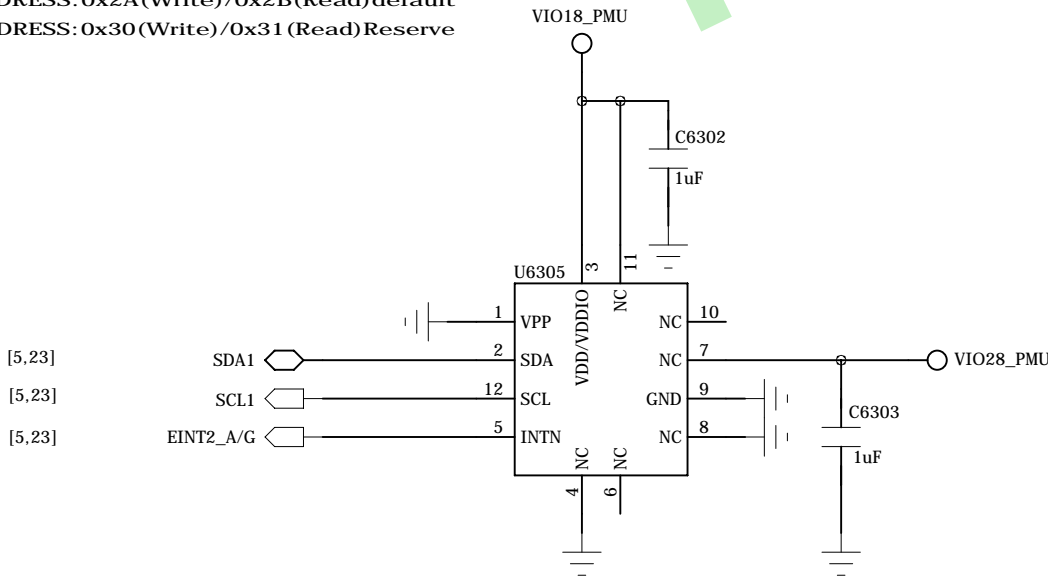 DRESS:0x2A(Write)/0x2B(Read)default
DRESS:0x30(Write)/0x31(Read)Reserve
VIO18_PMU
C6302
1uF
U6305
3
11
VDD/VDDIO
NC
1
VPP
NC
10
[5,23]
SDA1
2
SDA
NC
7
VIO28_PMU
[5,23]
SCL1
12
SCL
GND
9
C6303
[5,23]
EINT2_A/G
5
INTN
NC
8
1uF
NC
NC
4
6